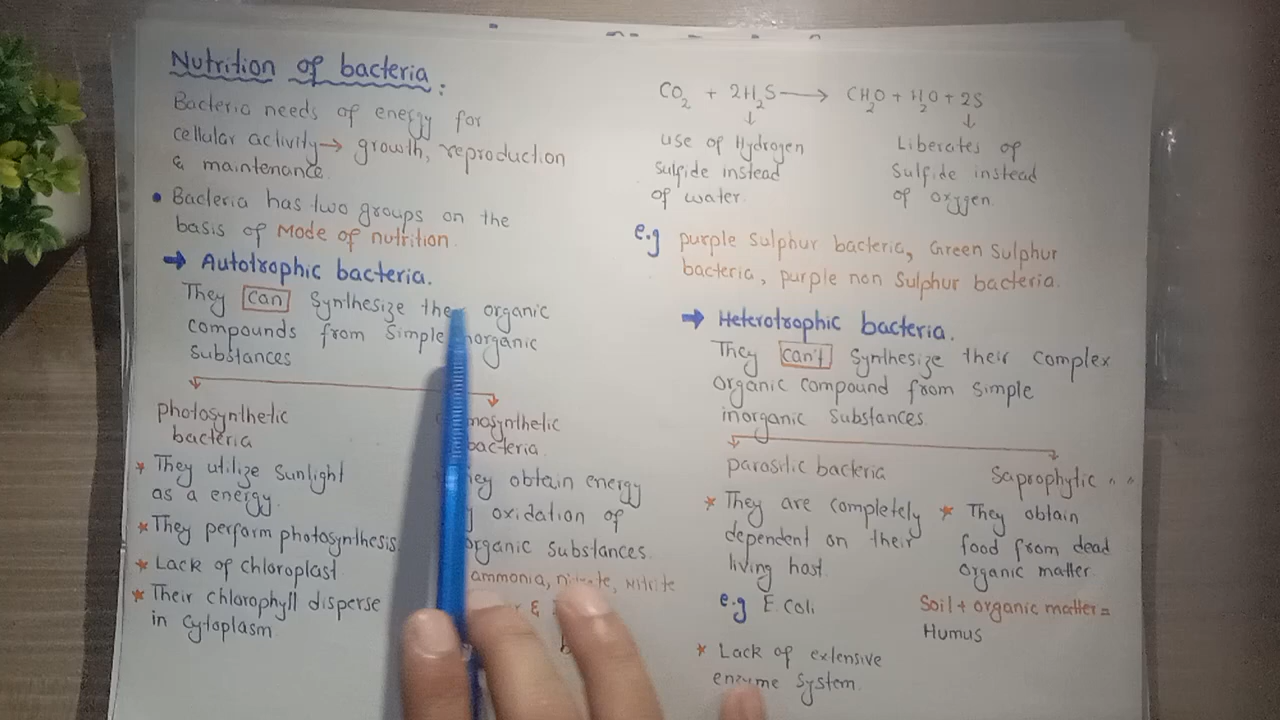 Nutrition of bacteria:
Bacteria needs of energy for
cellular activity → growth, reproduction
& maintenance.
• Bacteria has two groups on the
basis of Mode of nutrition.
→ Autotrophic bacteria.
They can Synthesize organic
compounds from Simple
Substances
photosynthetic
bacteria
* They utilize Sunlight
as a energy.
* They perform photosynthesis.
* Lack of chloroplast
* Their chlorophyll disperse
in cytoplasm.
bacteria.
obtain energy
oxidation of
Substances.
ammonia, nitrate, nitrite
&
CO₂ + 2H₂S → CH₂O + H₂O + 2S
↓ ↓
use of Hydrogen
Sulfide instead
of water.
Liberates of
Sulfide instead
of oxygen.
e.g purple Sulphur bacteria, Green Sulphur
bacteria, purple non Sulphur bacteria.
→ Heterotrophic bacteria.
They can't Synthesize their complex
organic compound from Simple
inorganic Substances.
parasitic bacteria
* They are completely
dependent on their
living host.
e.g E.coli
* Lack of extensive
enzyme System.
Saprophytic " "
* They obtain
food from dead
organic matter.
Soil + organic matter =
Humus